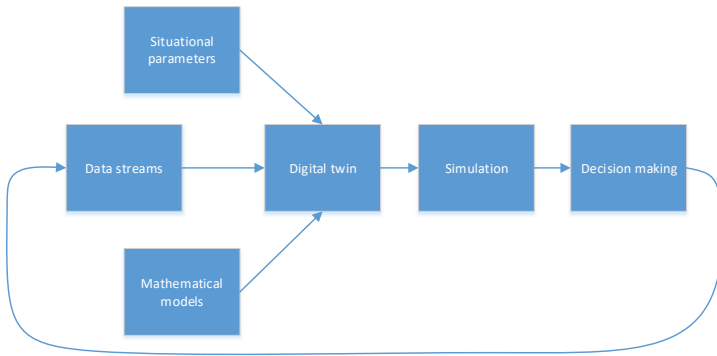 Situational
parameters
Data streams
Digital twin
Simulation
Decision making
Mathematical
models